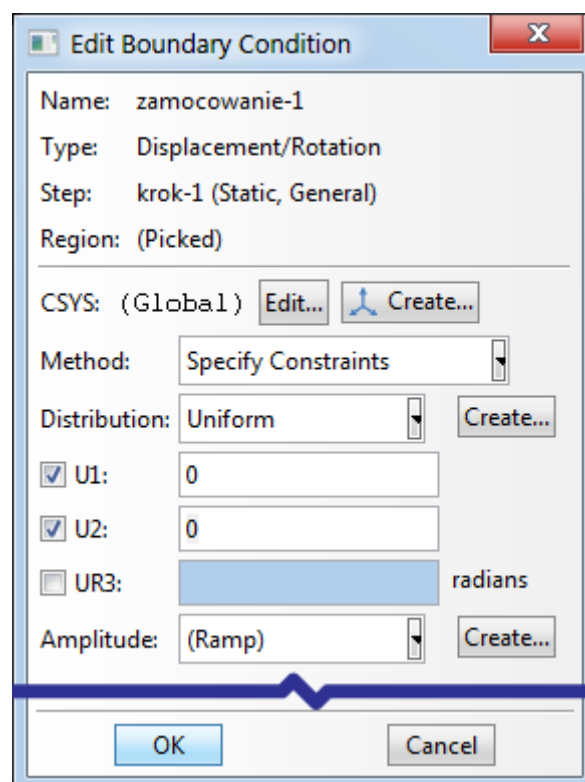 Edit Boundary Condition
Name: zamocowanie-1
Type: Displacement/Rotation
Step: krok-1 (Static, General)
Region: (Picked)
CSYS: (Global) Edit... Create...
Method: Specify Constraints
Distribution: Uniform Create...
U1: 0
U2: 0
UR3: radians
Amplitude: (Ramp) Create...
OK Cancel